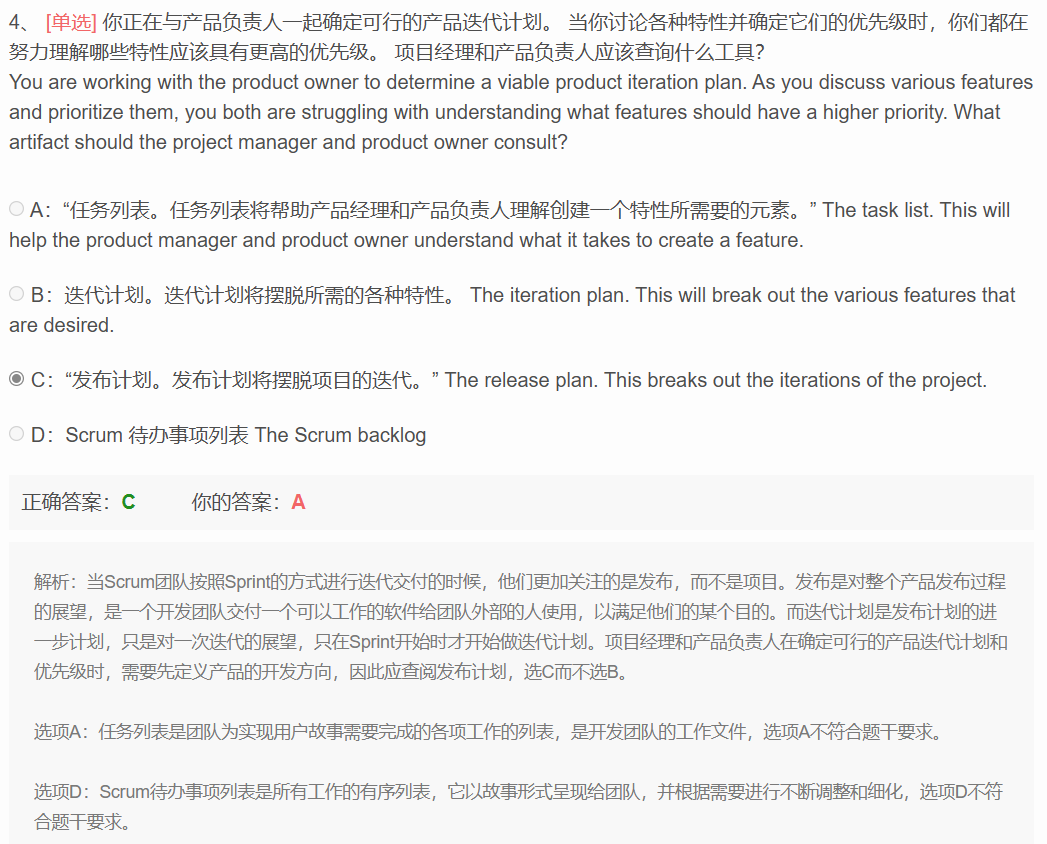 4、 [单选] 你正在与产品负责人一起确定可行的产品迭代计划。 当你讨论各种特性并确定它们的优先级时，你们都在
努力理解哪些特性应该具有更高的优先级。 项目经理和产品负责人应该查询什么工具?
You are working with the product owner to determine a viable product iteration plan. As you discuss various features
and prioritize them, you both are struggling with understanding what features should have a higher priority. What
artifact should the project manager and product owner consult?
A：“任务列表。任务列表将帮助产品经理和产品负责人理解创建一个特性所需要的元素。” The task list. This will
help the product manager and product owner understand what it takes to create a feature.
B：迭代计划。迭代计划将摆脱所需的各种特性。 The iteration plan. This will break out the various features that
are desired.
C：“发布计划。发布计划将摆脱项目的迭代。” The release plan. This breaks out the iterations of the project.
D：Scrum 待办事项列表 The Scrum backlog
正确答案：C 你的答案：A
解析：当Scrum团队按照Sprint的方式进行迭代交付的时候，他们更加关注的是发布，而不是项目。发布是对整个产品发布过程
的展望，是一个开发团队交付一个可以工作的软件给团队外部的人使用，以满足他们的某个目的。而迭代计划是发布计划的进
一步计划，只是对一次迭代的展望，只在Sprint开始时才开始做迭代计划。项目经理和产品负责人在确定可行的产品迭代计划和
优先级时，需要先定义产品的开发方向，因此应查阅发布计划，选C而不选B。
选项A：任务列表是团队为实现用户故事需要完成的各项工作的列表，是开发团队的工作文件，选项A不符合题干要求。
选项D：Scrum待办事项列表是所有工作的有序列表，它以故事形式呈现给团队，并根据需要进行不断调整和细化，选项D不符
合题干要求。